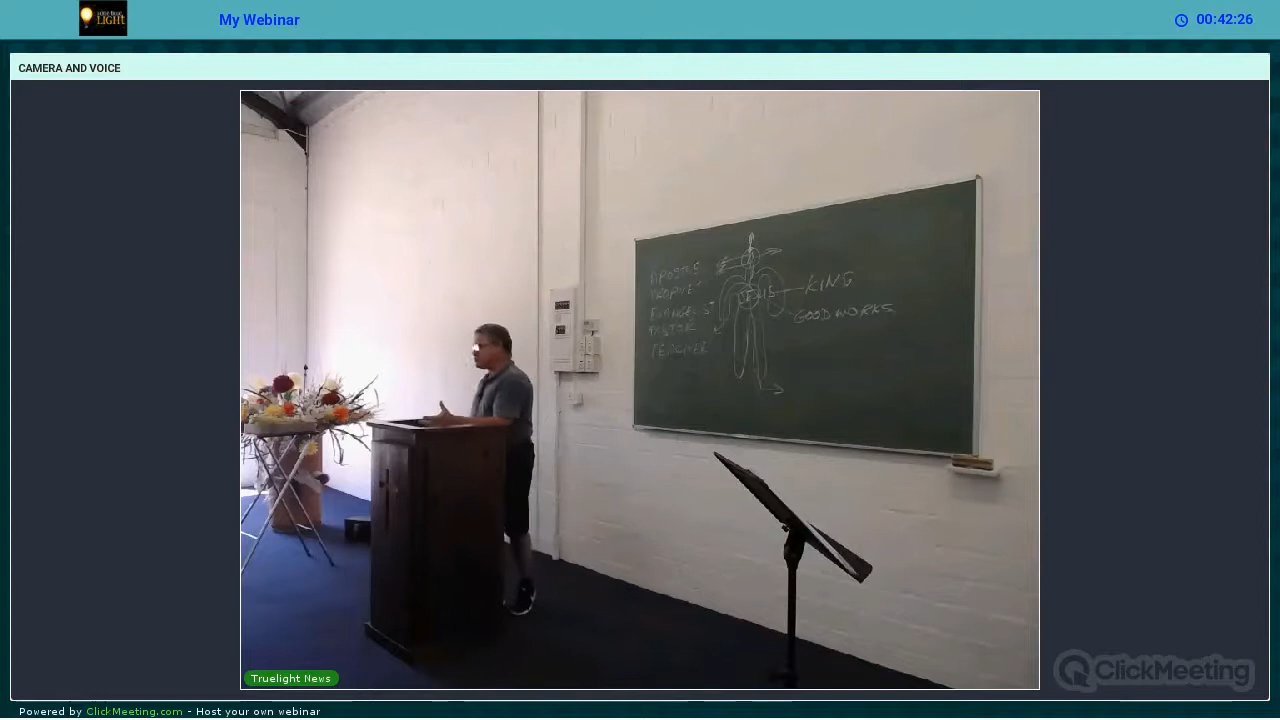 LIGHT
My Webinar
00:42:26
CAMERA AND VOICE
APOSTLE
PROPHET
EVANGELIST
PASTOR
TEACHER
JESUS
KING
GOOD WORKS
Truelight News
ClickMeeting
Powered by ClickMeeting.com - Host your own webinar